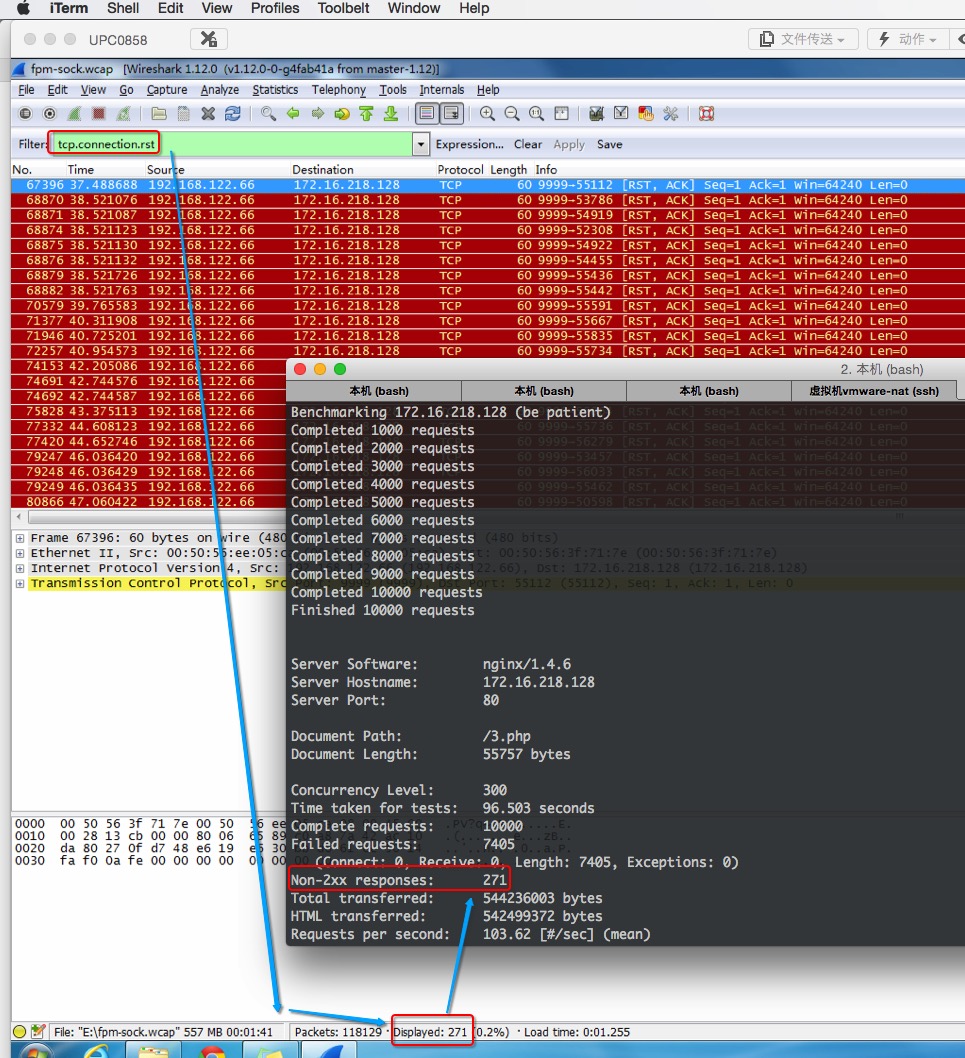 iTerm Shell Edit View Profiles Toolbelt Window Help
UPC0858 文件传送 动作
fpm-sock.wcap [Wireshark 1.12.0 (v1.12.0-0-g4fab41a from master-1.12)]
File Edit View Go Capture Analyze Statistics Telephony Tools Internals Help
Filter: tcp.connection.rst Expression... Clear Apply Save
No. Time Source Destination Protocol Length Info
67396 37.488688 192.168.122.66 172.16.218.128 TCP 60 9999→55112 [RST, ACK] Seq=1 Ack=1 Win=64240 Len=0
68870 38.521076 192.168.122.66 172.16.218.128 TCP 60 9999→53786 [RST, ACK] Seq=1 Ack=1 Win=64240 Len=0
68871 38.521087 192.168.122.66 172.16.218.128 TCP 60 9999→54919 [RST, ACK] Seq=1 Ack=1 Win=64240 Len=0
68874 38.521123 192.168.122.66 172.16.218.128 TCP 60 9999→52308 [RST, ACK] Seq=1 Ack=1 Win=64240 Len=0
68875 38.521130 192.168.122.66 172.16.218.128 TCP 60 9999→54922 [RST, ACK] Seq=1 Ack=1 Win=64240 Len=0
68876 38.521132 192.168.122.66 172.16.218.128 TCP 60 9999→54455 [RST, ACK] Seq=1 Ack=1 Win=64240 Len=0
68879 38.521726 192.168.122.66 172.16.218.128 TCP 60 9999→55436 [RST, ACK] Seq=1 Ack=1 Win=64240 Len=0
68882 38.521763 192.168.122.66 172.16.218.128 TCP 60 9999→55442 [RST, ACK] Seq=1 Ack=1 Win=64240 Len=0
70579 39.765583 192.168.122.66 172.16.218.128 TCP 60 9999→55591 [RST, ACK] Seq=1 Ack=1 Win=64240 Len=0
71377 40.311908 192.168.122.66 172.16.218.128 TCP 60 9999→55667 [RST, ACK] Seq=1 Ack=1 Win=64240 Len=0
71946 40.725201 192.168.122.66 172.16.218.128 TCP 60 9999→55835 [RST, ACK] Seq=1 Ack=1 Win=64240 Len=0
72257 40.954573 192.168.122.66 172.16.218.128 TCP 60 9999→55734 [RST, ACK] Seq=1 Ack=1 Win=64240 Len=0
74153 42.205086 192.168.122.66
74691 42.744576 192.168.122.66
74692 42.744587 192.168.122.66
75828 43.375113 192.168.122.66
77332 44.608123 192.168.122.66
77420 44.652746 192.168.122.66
79247 46.036420 192.168.122.66
79248 46.036429 192.168.122.66
79249 46.036435 192.168.122.66
80866 47.060422 192.168.122.66
Frame 67396: 60 bytes on wire (480 bits)
Ethernet II, Src: 00:50:56:ee:05:c
Internet Protocol Version 4, Src:
Transmission Control Protocol, Src
0000 00 50 56 3f 71 7e 00 50 56 ee
0010 00 28 13 cb 00 00 80 06
0020 da 80 27 0f d7 48 e6 19
0030 fa f0 0a fe 00 00 00 00 00 00
2. 本机 (bash)
本机 (bash) 本机 (bash) 本机 (bash) 虚拟机vmware-nat (ssh)
Benchmarking 172.16.218.128 (be patient)
Completed 1000 requests
Completed 2000 requests
Completed 3000 requests
Completed 4000 requests
Completed 5000 requests
Completed 6000 requests
Completed 7000 requests
Completed 8000 requests
Completed 9000 requests
Completed 10000 requests
Finished 10000 requests
Server Software: nginx/1.4.6
Server Hostname: 172.16.218.128
Server Port: 80
Document Path: /3.php
Document Length: 55757 bytes
Concurrency Level: 300
Time taken for tests: 96.503 seconds
Complete requests: 10000
Failed requests: 7405
(Connect: 0, Receive: 0, Length: 7405, Exceptions: 0)
Non-2xx responses: 271
Total transferred: 544236003 bytes
HTML transferred: 542499372 bytes
Requests per second: 103.62 [#/sec] (mean)
File: "E:\fpm-sock.wcap" 557 MB 00:01:41 Packets: 118129 · Displayed: 271 (0.2%) · Load time: 0:01.255